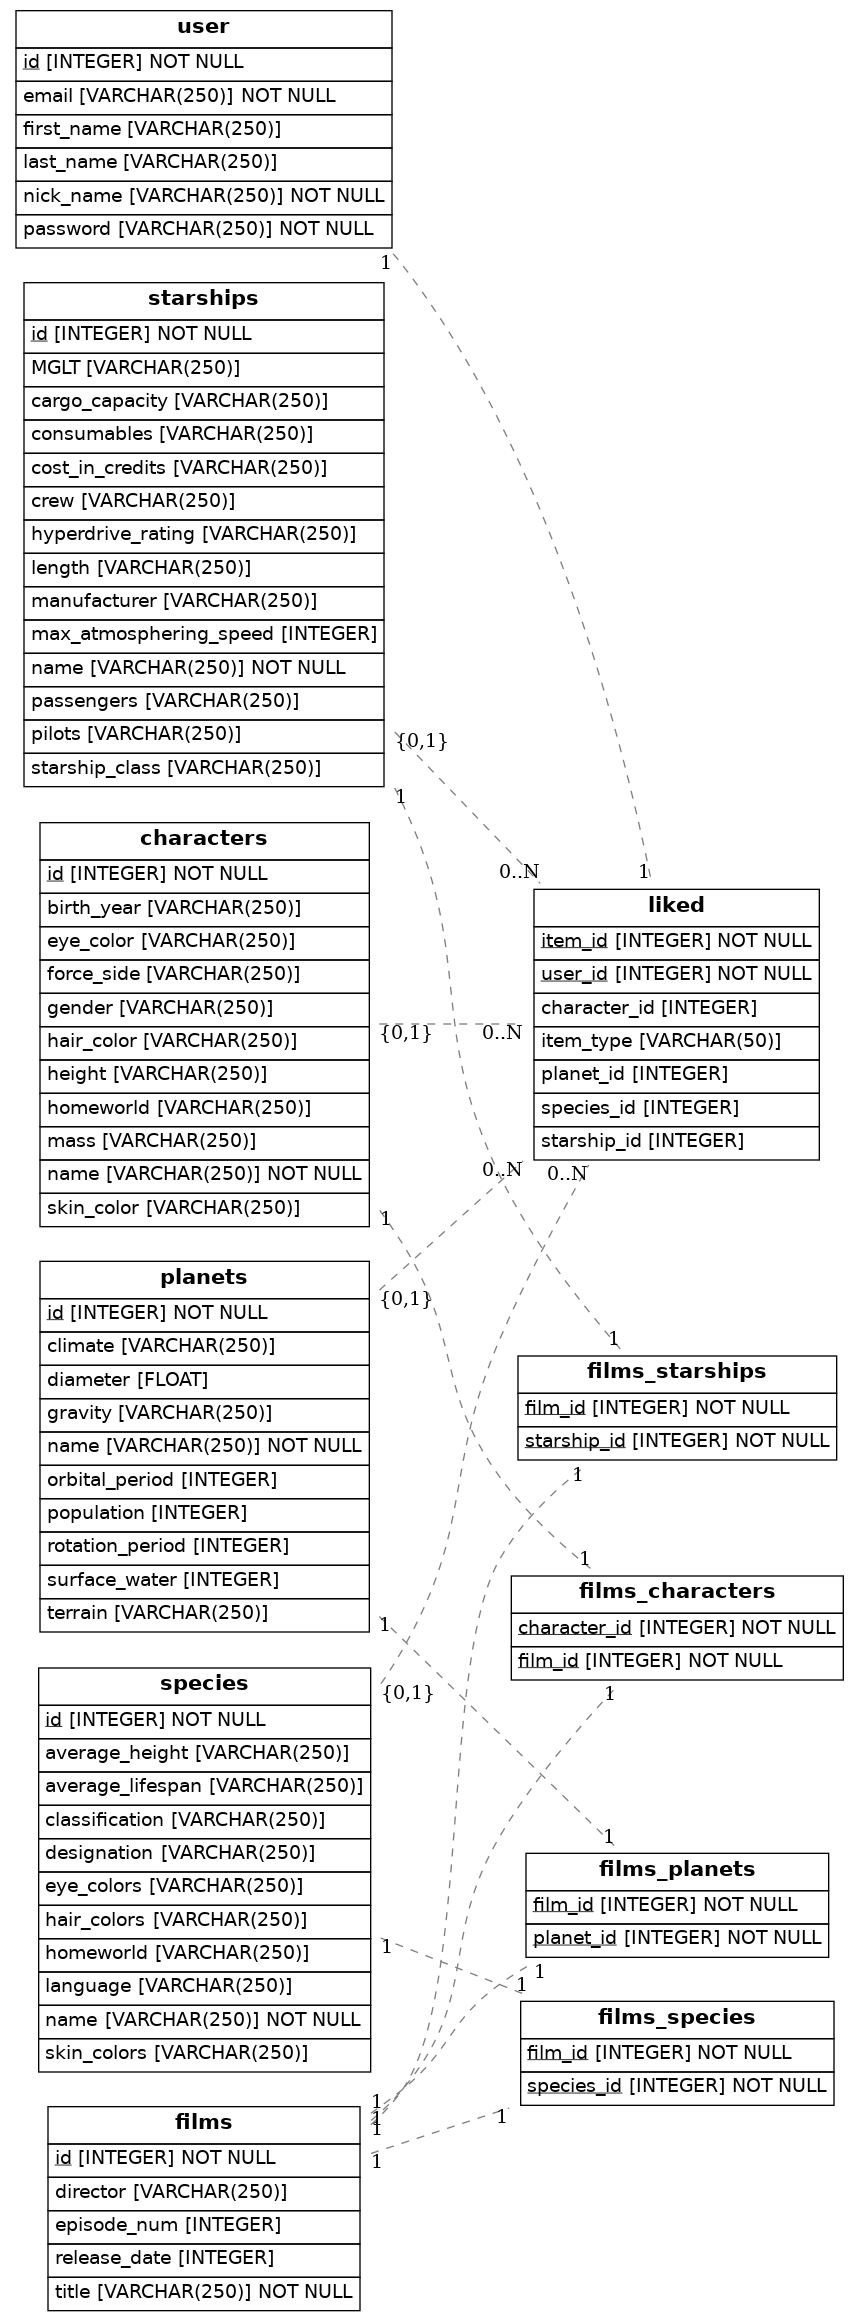 user
id [INTEGER] NOT NULL
email [VARCHAR(250)] NOT NULL
first_name [VARCHAR(250)]
last_name [VARCHAR(250)]
nick_name [VARCHAR(250)] NOT NULL
password [VARCHAR(250)] NOT NULL
1
starships
id [INTEGER] NOT NULL
MGLT [VARCHAR(250)]
cargo_capacity [VARCHAR(250)]
consumables [VARCHAR(250)]
cost_in_credits [VARCHAR(250)]
crew [VARCHAR(250)]
hyperdrive_rating [VARCHAR(250)]
length [VARCHAR(250)]
manufacturer [VARCHAR(250)]
max_atmosphering_speed [INTEGER]
name [VARCHAR(250)] NOT NULL
passengers [VARCHAR(250)]
pilots [VARCHAR(250)]
starship_class [VARCHAR(250)]
{0,1}
1
characters
id [INTEGER] NOT NULL
birth_year [VARCHAR(250)]
eye_color [VARCHAR(250)]
force_side [VARCHAR(250)]
gender [VARCHAR(250)]
hair_color [VARCHAR(250)]
height [VARCHAR(250)]
homeworld [VARCHAR(250)]
mass [VARCHAR(250)]
name [VARCHAR(250)] NOT NULL
skin_color [VARCHAR(250)]
{0,1}
1
0..N
1
liked
item_id [INTEGER] NOT NULL
user_id [INTEGER] NOT NULL
character_id [INTEGER]
item_type [VARCHAR(50)]
planet_id [INTEGER]
species_id [INTEGER]
starship_id [INTEGER]
0..N
0..N
0..N
planets
id [INTEGER] NOT NULL
climate [VARCHAR(250)]
diameter [FLOAT]
gravity [VARCHAR(250)]
name [VARCHAR(250)] NOT NULL
orbital_period [INTEGER]
population [INTEGER]
rotation_period [INTEGER]
surface_water [INTEGER]
terrain [VARCHAR(250)]
{0,1}
1
1
films_starships
film_id [INTEGER] NOT NULL
starship_id [INTEGER] NOT NULL
1
1
films_characters
character_id [INTEGER] NOT NULL
film_id [INTEGER] NOT NULL
1
species
id [INTEGER] NOT NULL
average_height [VARCHAR(250)]
average_lifespan [VARCHAR(250)]
classification [VARCHAR(250)]
designation [VARCHAR(250)]
eye_colors [VARCHAR(250)]
hair_colors [VARCHAR(250)]
homeworld [VARCHAR(250)]
language [VARCHAR(250)]
name [VARCHAR(250)] NOT NULL
skin_colors [VARCHAR(250)]
{0,1}
1
1
films_planets
film_id [INTEGER] NOT NULL
planet_id [INTEGER] NOT NULL
1
1
films_species
film_id [INTEGER] NOT NULL
species_id [INTEGER] NOT NULL
1
films
id [INTEGER] NOT NULL
director [VARCHAR(250)]
episode_num [INTEGER]
release_date [INTEGER]
title [VARCHAR(250)] NOT NULL
1
1
1
1